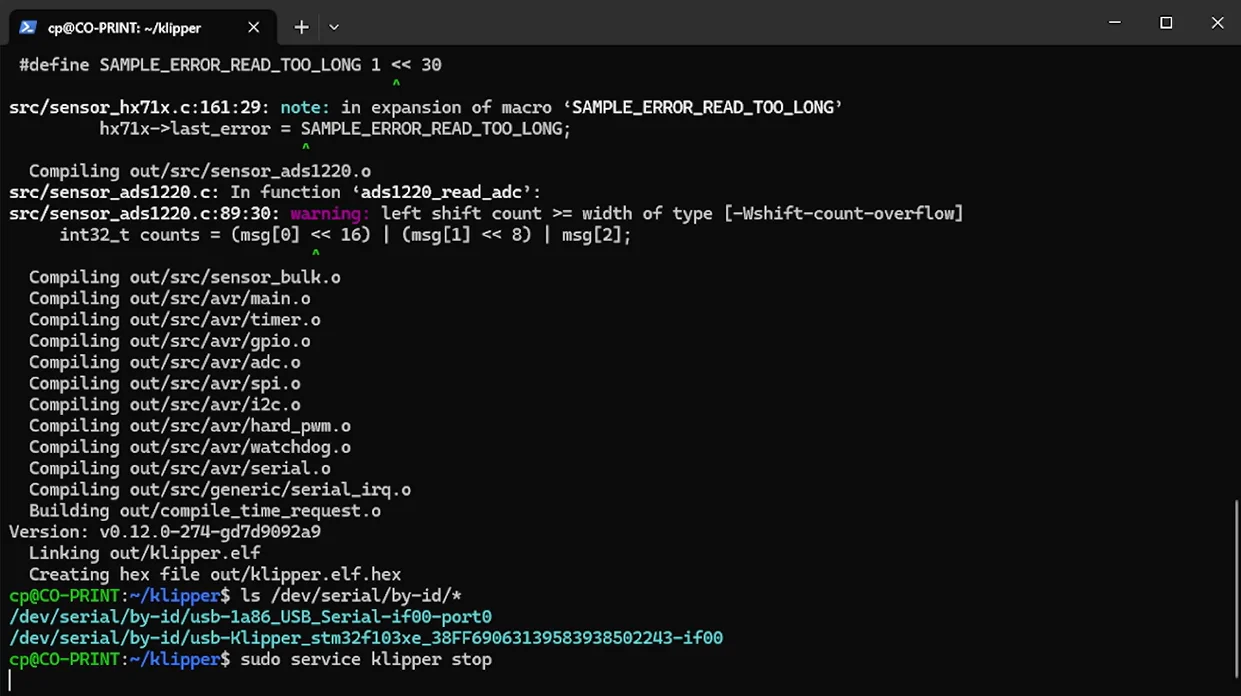 cp@CO-PRINT: ~/klipper
#define SAMPLE_ERROR_READ_TOO_LONG 1 << 30
^
src/sensor_hx71x.c:161:29: note: in expansion of macro ‘SAMPLE_ERROR_READ_TOO_LONG’
hx71x->last_error = SAMPLE_ERROR_READ_TOO_LONG;
^
Compiling out/src/sensor_ads1220.o
src/sensor_ads1220.c: In function ‘ads1220_read_adc’:
src/sensor_ads1220.c:89:30: warning: left shift count >= width of type [-Wshift-count-overflow]
int32_t counts = (msg[0] << 16) | (msg[1] << 8) | msg[2];
^
Compiling out/src/sensor_bulk.o
Compiling out/src/avr/main.o
Compiling out/src/avr/timer.o
Compiling out/src/avr/gpio.o
Compiling out/src/avr/adc.o
Compiling out/src/avr/spi.o
Compiling out/src/avr/i2c.o
Compiling out/src/avr/hard_pwm.o
Compiling out/src/avr/watchdog.o
Compiling out/src/avr/serial.o
Compiling out/src/generic/serial_irq.o
Building out/compile_time_request.o
Version: v0.12.0-274-gd7d9092a9
Linking out/klipper.elf
Creating hex file out/klipper.elf.hex
cp@CO-PRINT:~/klipper$ ls /dev/serial/by-id/*
/dev/serial/by-id/usb-1a86_USB_Serial-if00-port0
/dev/serial/by-id/usb-Klipper_stm32f103xe_38FF69063139583938502243-if00
cp@CO-PRINT:~/klipper$ sudo service klipper stop